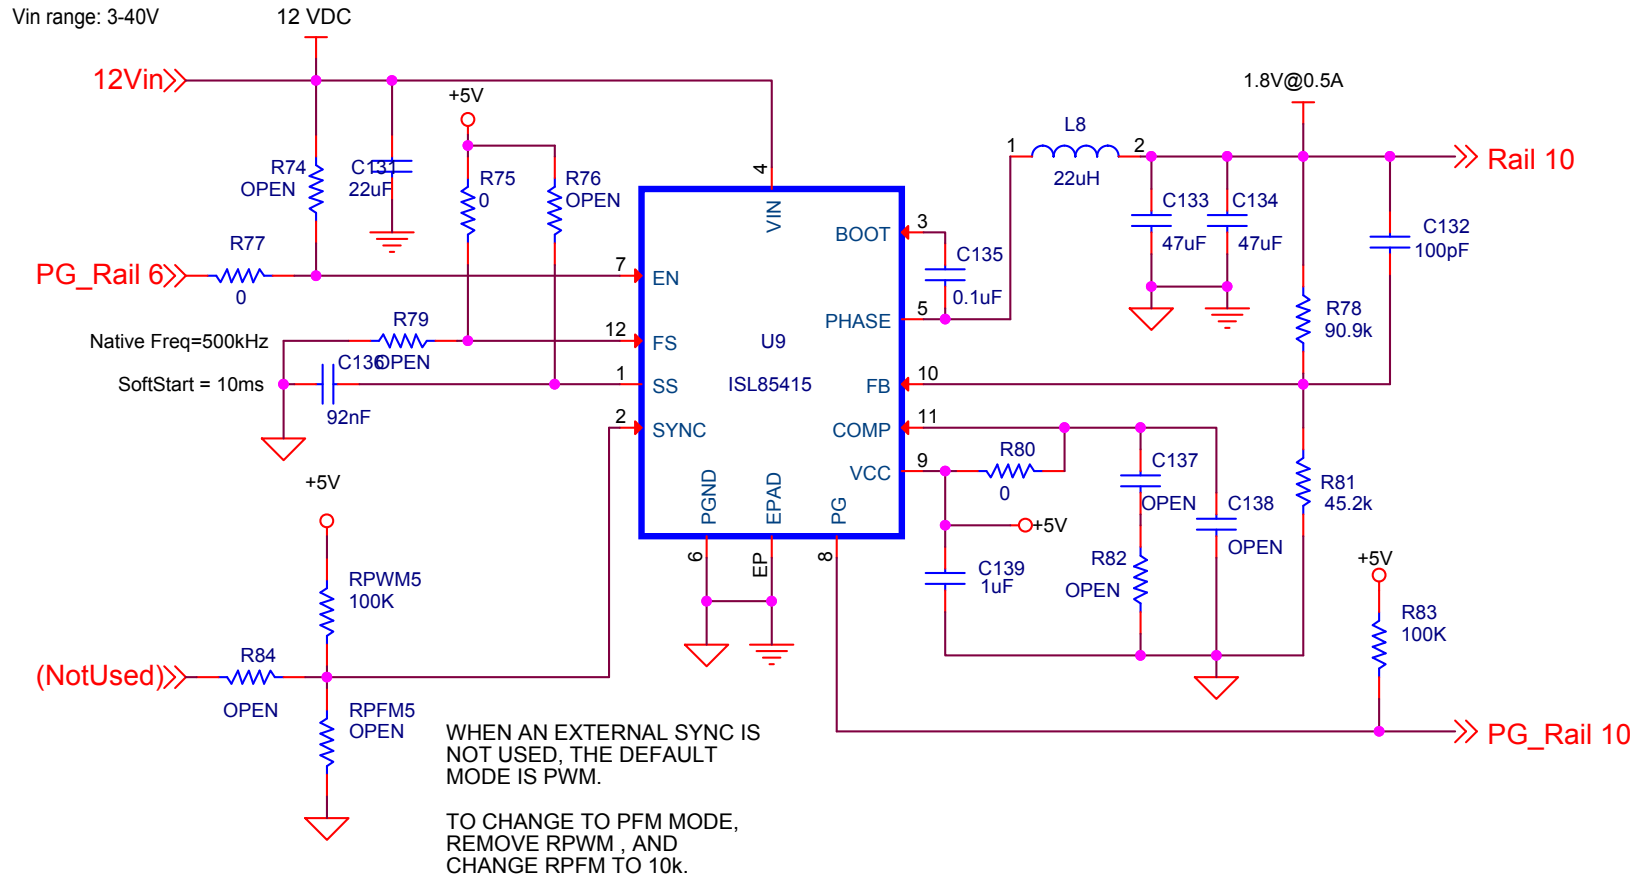 Vin range: 3-40V
12 VDC
12Vin
+5V
1.8V@0.5A
L8
1
2
22uH
Rail 10
R74
OPEN
C131
22uF
R75
0
R76
OPEN
4
VIN
BOOT
3
C133
47uF
C134
47uF
C132
100pF
R77
0
PG_Rail 6
7
EN
C135
0.1uF
PHASE
5
R78
90.9k
Native Freq=500kHz
R79
OPEN
12
FS
U9
ISL85415
SoftStart = 10ms
C136
92nF
1
SS
FB
10
2
SYNC
COMP
11
VCC
9
R80
0
C137
OPEN
C138
OPEN
R81
45.2k
PGND
EPAD
PG
6
EP
8
+5V
C139
1uF
R82
OPEN
+5V
RPWM5
100K
+5V
R83
100K
(NotUsed)
R84
OPEN
RPFM5
OPEN
PG_Rail 10
WHEN AN EXTERNAL SYNC IS
NOT USED, THE DEFAULT
MODE IS PWM.
TO CHANGE TO PFM MODE,
REMOVE RPWM , AND
CHANGE RPFM TO 10k.